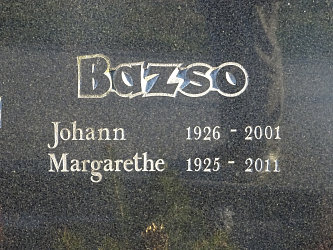 Bazso
Johann 1926 - 2001
Margarethe 1925 - 2011